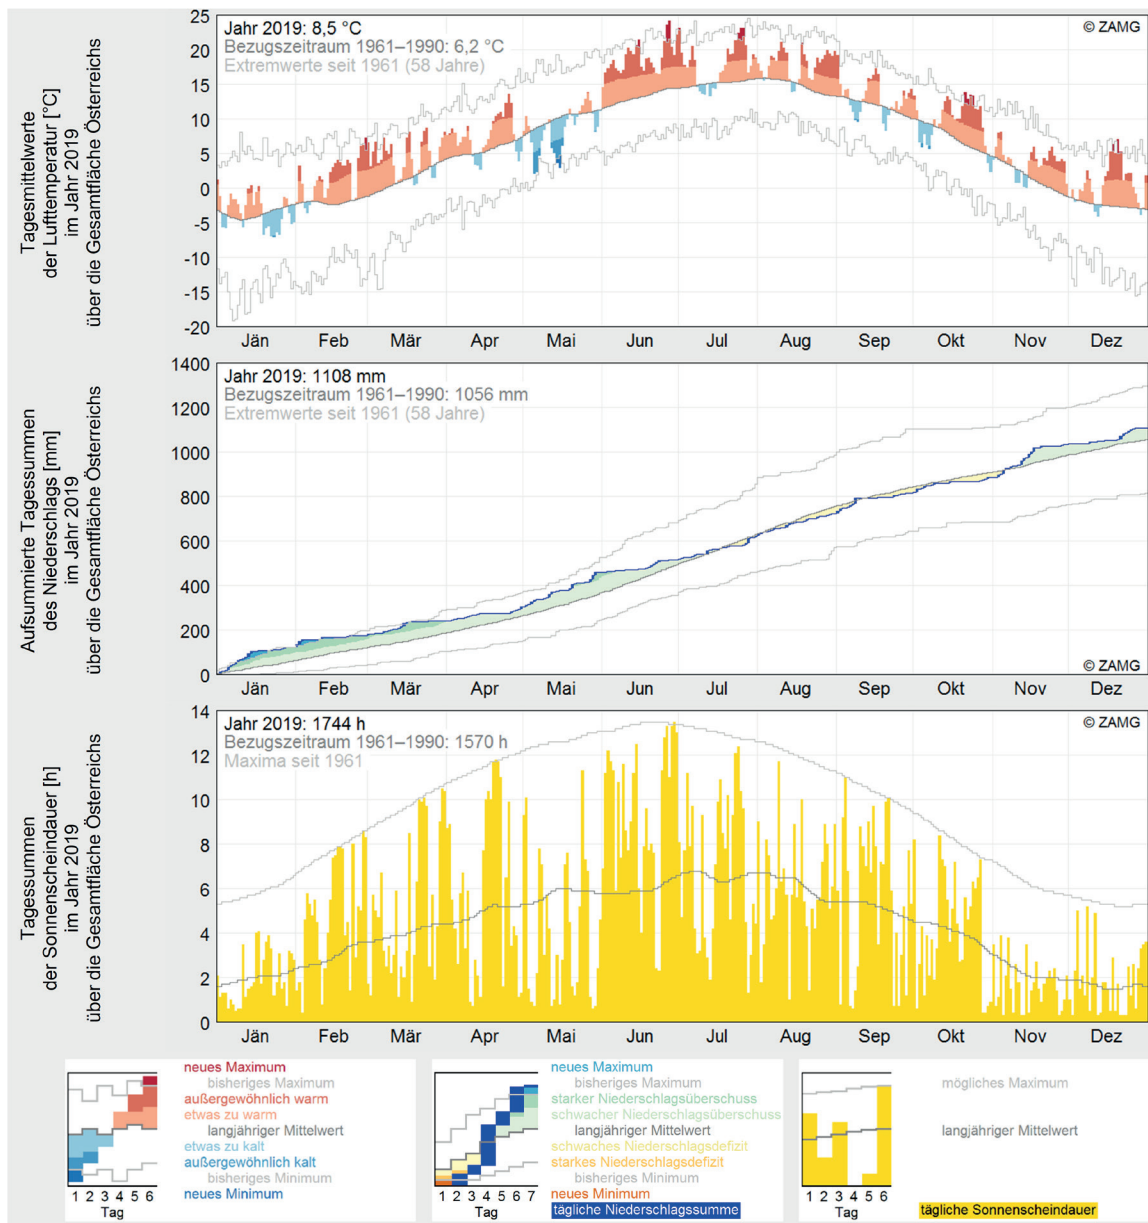 Tagesmittelwerte
der Lufttemperatur [°C]
im Jahr 2019
über die Gesamtfläche Österreichs
25
20
15
10
5
0
-5
-10
-15
-20
Jahr 2019: 8,5 °C
Bezugszeitraum 1961–1990: 6,2 °C
Extremwerte seit 1961 (58 Jahre)
© ZAMG
Jän Feb Mär Apr Mai Jun Jul Aug Sep Okt Nov Dez
Aufsummierte Tagessummen
des Niederschlags [mm]
im Jahr 2019
über die Gesamtfläche Österreichs
1400
1200
1000
800
600
400
200
0
Jahr 2019: 1108 mm
Bezugszeitraum 1961–1990: 1056 mm
Extremwerte seit 1961 (58 Jahre)
© ZAMG
Jän Feb Mär Apr Mai Jun Jul Aug Sep Okt Nov Dez
Tagessummen
der Sonnenscheindauer [h]
im Jahr 2019
über die Gesamtfläche Österreichs
14
12
10
8
6
4
2
0
Jahr 2019: 1744 h
Bezugszeitraum 1961–1990: 1570 h
Maxima seit 1961
© ZAMG
Jän Feb Mär Apr Mai Jun Jul Aug Sep Okt Nov Dez
neues Maximum
bisheriges Maximum
außergewöhnlich warm
etwas zu warm
langjähriger Mittelwert
etwas zu kalt
außergewöhnlich kalt
bisheriges Minimum
neues Minimum
1 2 3 4 5 6
Tag
neues Maximum
bisheriges Maximum
starker Niederschlagsüberschuss
schwacher Niederschlagsüberschuss
langjähriger Mittelwert
schwaches Niederschlagsdefizit
starkes Niederschlagsdefizit
bisheriges Minimum
neues Minimum
tägliche Niederschlagssumme
1 2 3 4 5 6 7
Tag
mögliches Maximum
langjähriger Mittelwert
tägliche Sonnenscheindauer
1 2 3 4 5 6
Tag